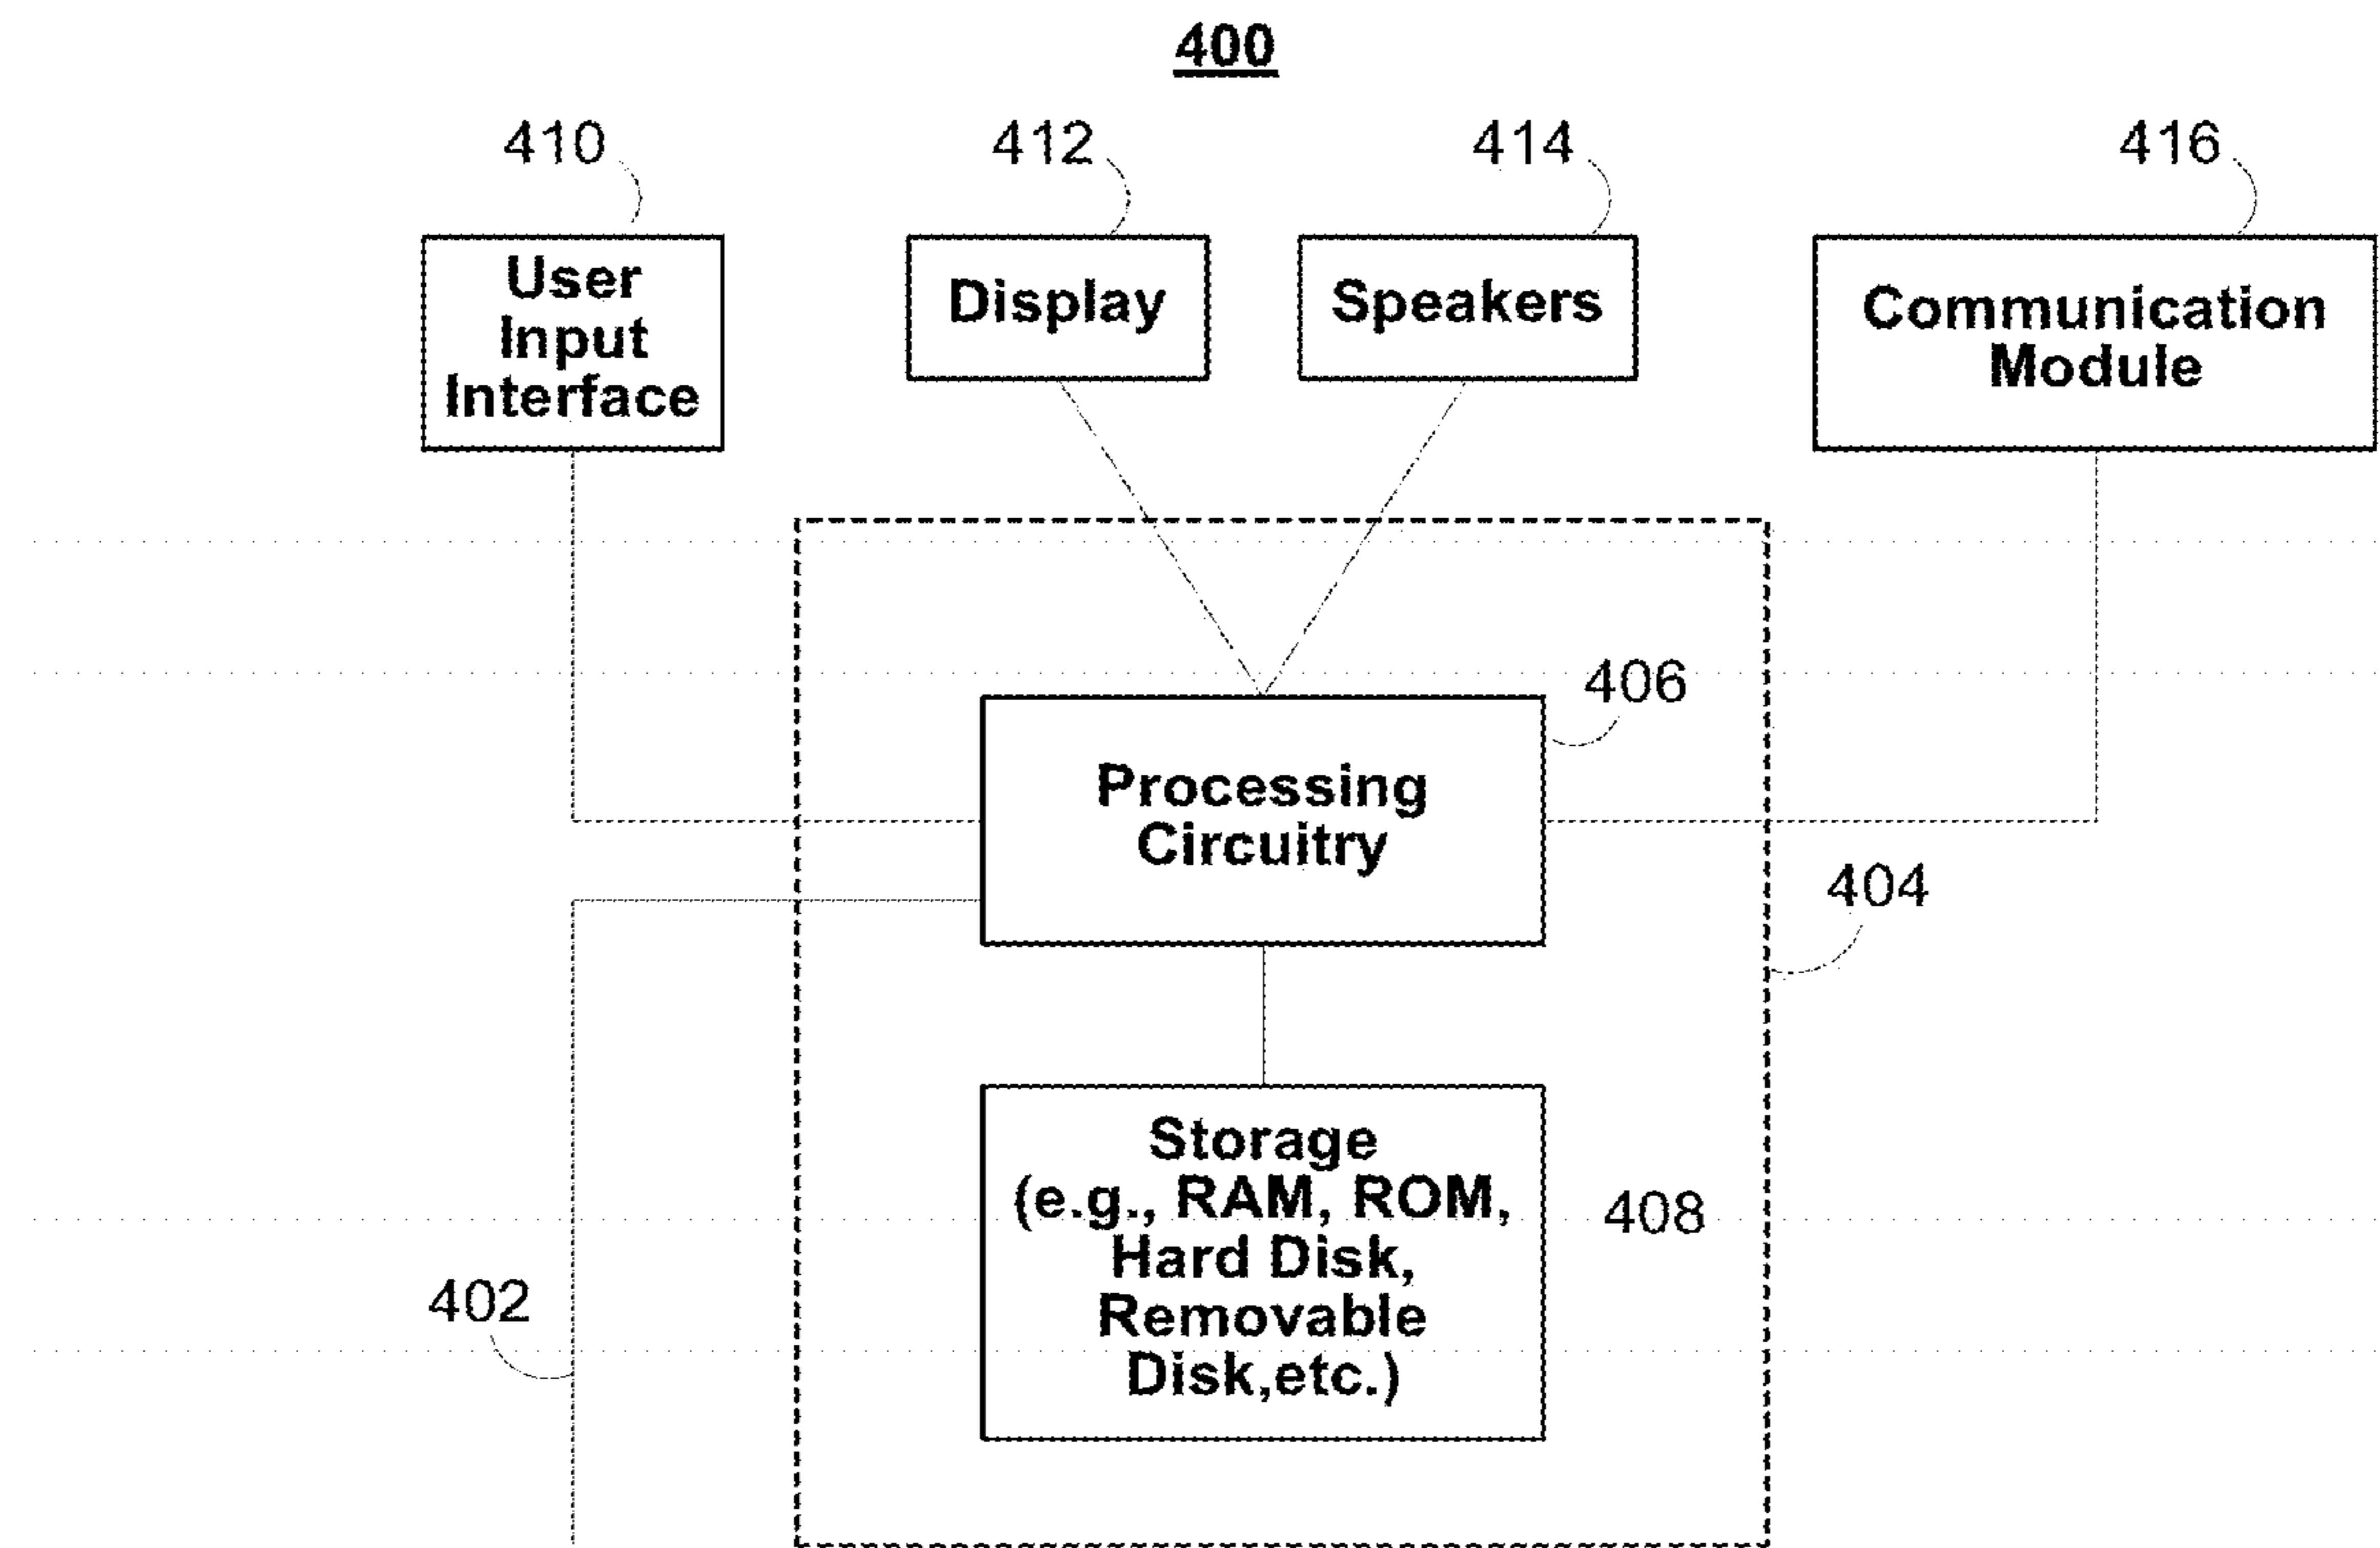 400
410
412
414
416
User
Input
Interface
Display
Speakers
Communication
Module
406
Processing
Circuitry
404
Storage
(e.g., RAM, ROM,
Hard Disk,
Removable
Disk,etc.)
408
402